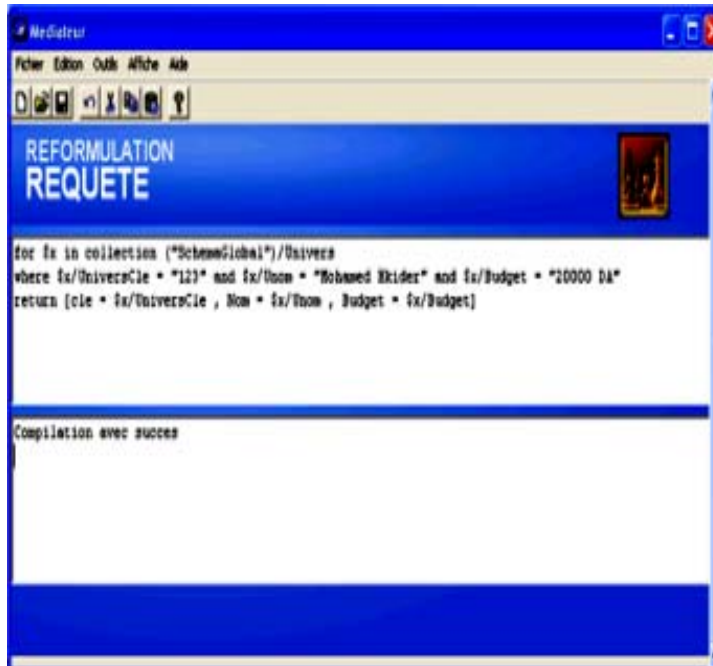 Mediateur
Fichier Edition Outils Affiche Aide
REFORMULATION
REQUETE
for $x in collection ("SchemaGlobal")/Univers
where $x/UniversCle = "123" and $x/Unom = "Mohamed Khider" and $x/Budget = "20000 DA"
return [cle = $x/UniversCle , Nom = $x/Unom , Budget = $x/Budget]
Compilation avec succes